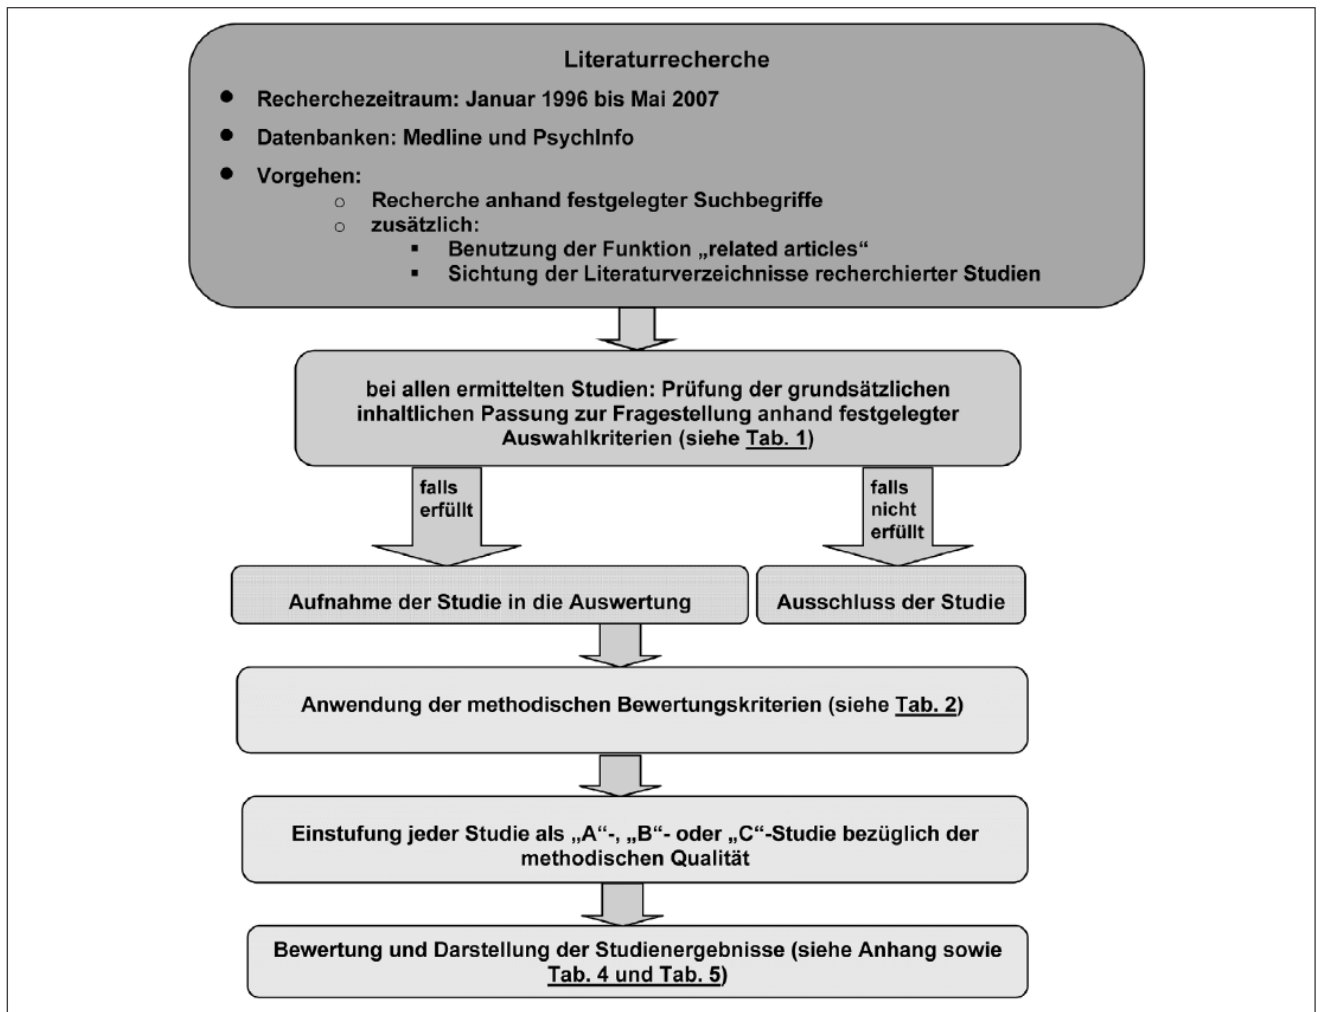 Literaturrecherche
● Recherchezeitraum: Januar 1996 bis Mai 2007
● Datenbanken: Medline und PsychInfo
● Vorgehen:
○ Recherche anhand festgelegter Suchbegriffe
○ zusätzlich:
▪ Benutzung der Funktion „related articles“
▪ Sichtung der Literaturverzeichnisse recherchierter Studien
bei allen ermittelten Studien: Prüfung der grundsätzlichen
inhaltlichen Passung zur Fragestellung anhand festgelegter
Auswahlkriterien (siehe Tab. 1)
falls
erfüllt
falls
nicht
erfüllt
Aufnahme der Studie in die Auswertung
Ausschluss der Studie
Anwendung der methodischen Bewertungskriterien (siehe Tab. 2)
Einstufung jeder Studie als „A“-, „B“- oder „C“-Studie bezüglich der
methodischen Qualität
Bewertung und Darstellung der Studienergebnisse (siehe Anhang sowie
Tab. 4 und Tab. 5)